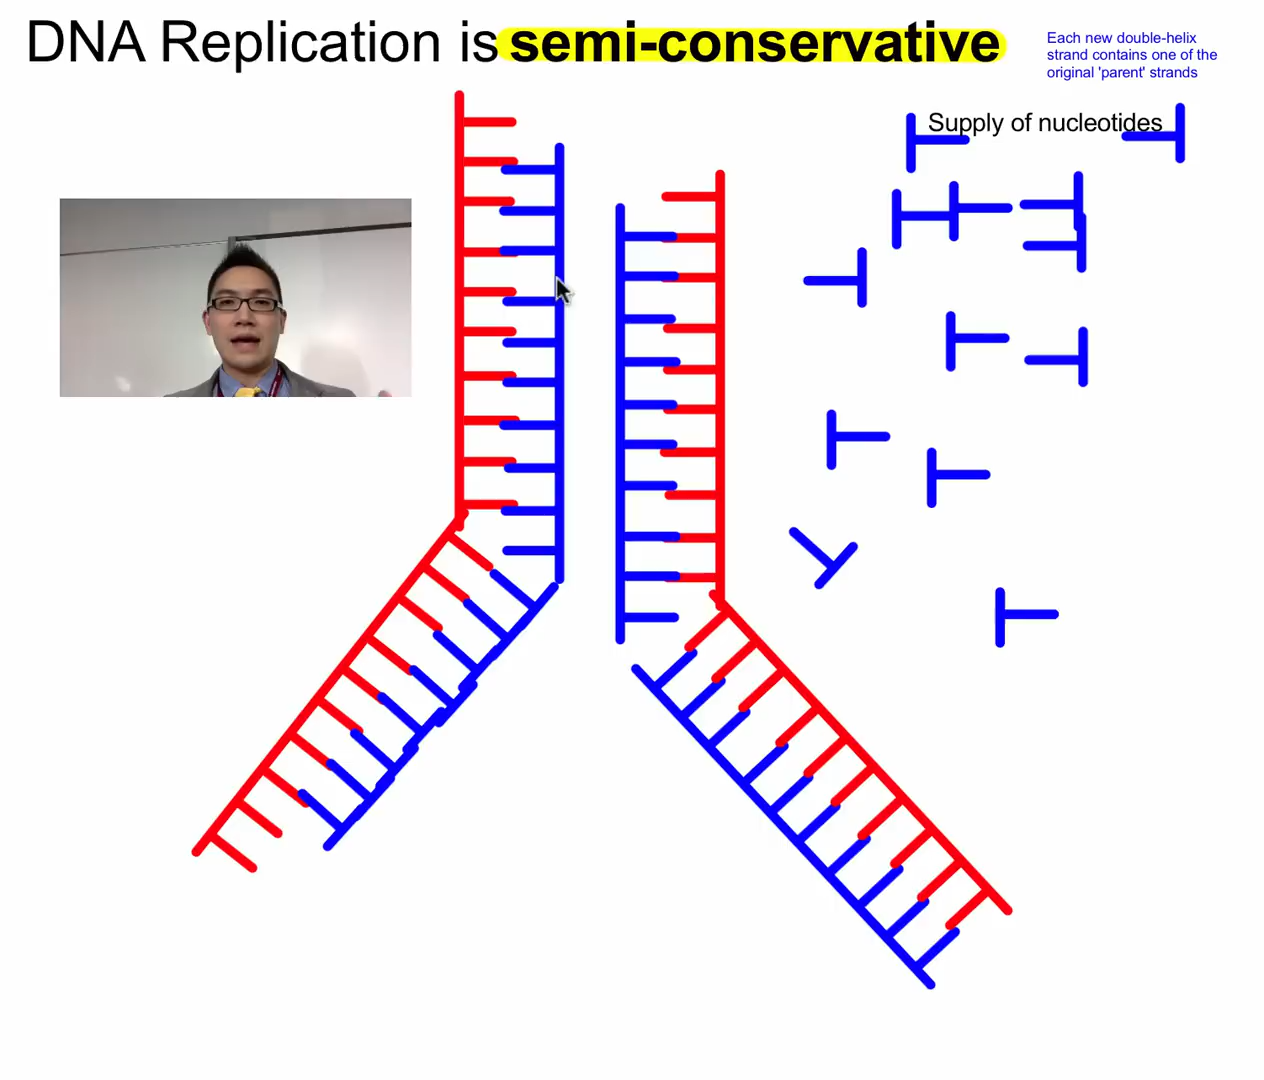 DNA Replication is semi-conservative
Each new double-helix
strand contains one of the
original 'parent' strands
Supply of nucleotides